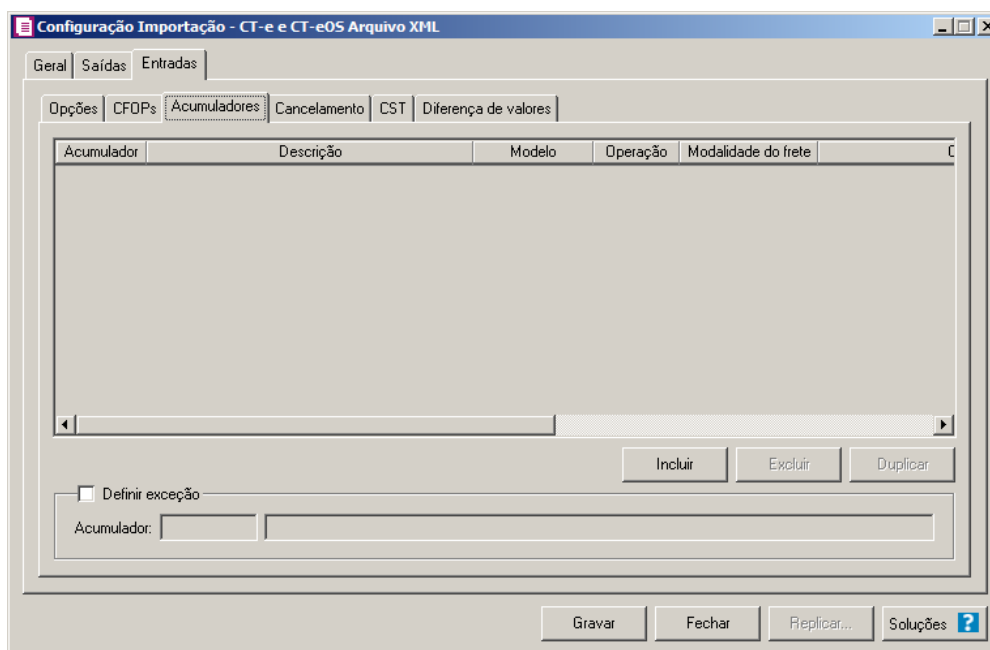 Configuração Importação - CT-e e CT-eOS Arquivo XML
Geral Saídas Entradas
Opções CFOPs Acumuladores Cancelamento CST Diferença de valores
Acumulador Descrição Modelo Operação Modalidade do frete
Incluir Excluir Duplicar
Definir exceção
Acumulador:
Gravar Fechar Replicar... Soluções ?